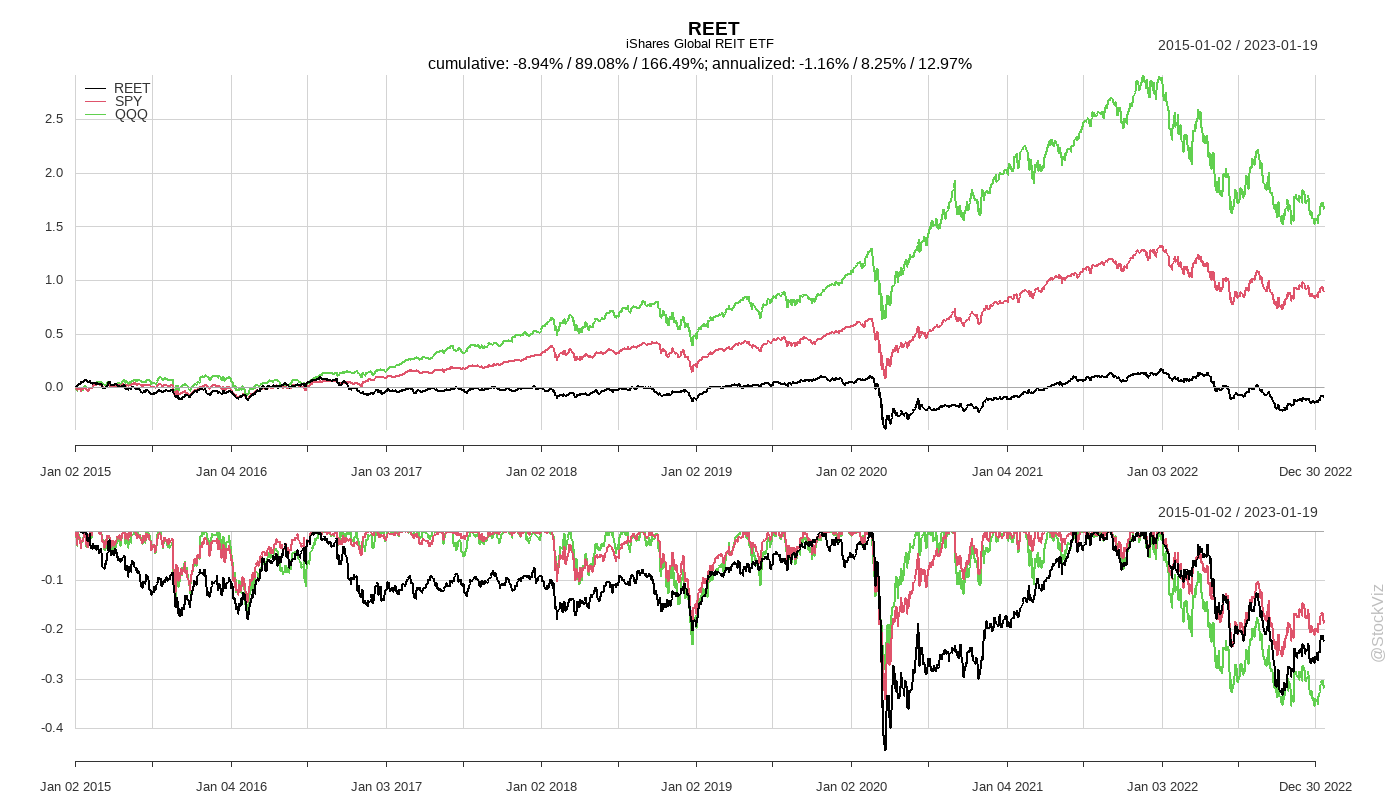 REET
iShares Global REIT ETF
2015-01-02 / 2023-01-19
cumulative: -8.94% / 89.08% / 166.49%; annualized: -1.16% / 8.25% / 12.97%
REET
SPY
QQQ
2.5
2.0
1.5
1.0
0.5
0.0
Jan 02 2015 Jan 04 2016 Jan 03 2017 Jan 02 2018 Jan 02 2019 Jan 02 2020 Jan 04 2021 Jan 03 2022 Dec 30 2022
2015-01-02 / 2023-01-19
-0.1
-0.2
-0.3
-0.4
Jan 02 2015 Jan 04 2016 Jan 03 2017 Jan 02 2018 Jan 02 2019 Jan 02 2020 Jan 04 2021 Jan 03 2022 Dec 30 2022
@StockViz